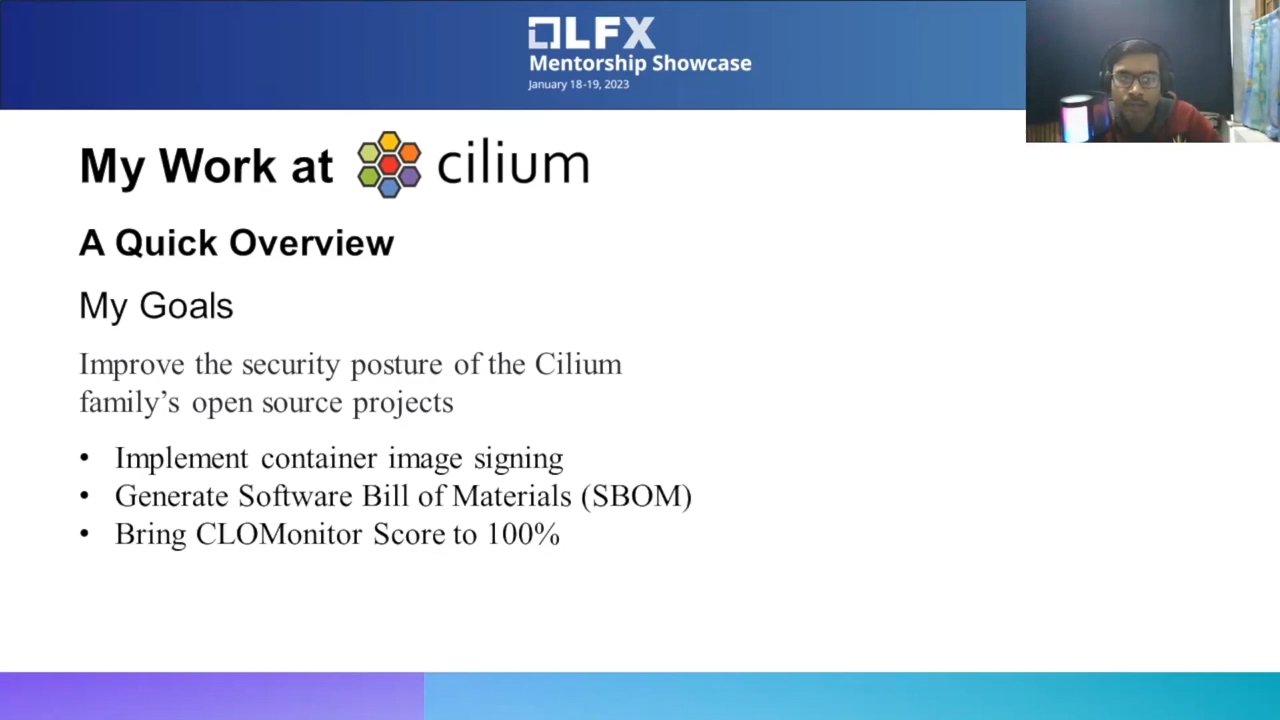 LFX
Mentorship Showcase
January 18-19, 2023
My Work at cilium
A Quick Overview
My Goals
Improve the security posture of the Cilium
family’s open source projects
• Implement container image signing
• Generate Software Bill of Materials (SBOM)
• Bring CLOMonitor Score to 100%